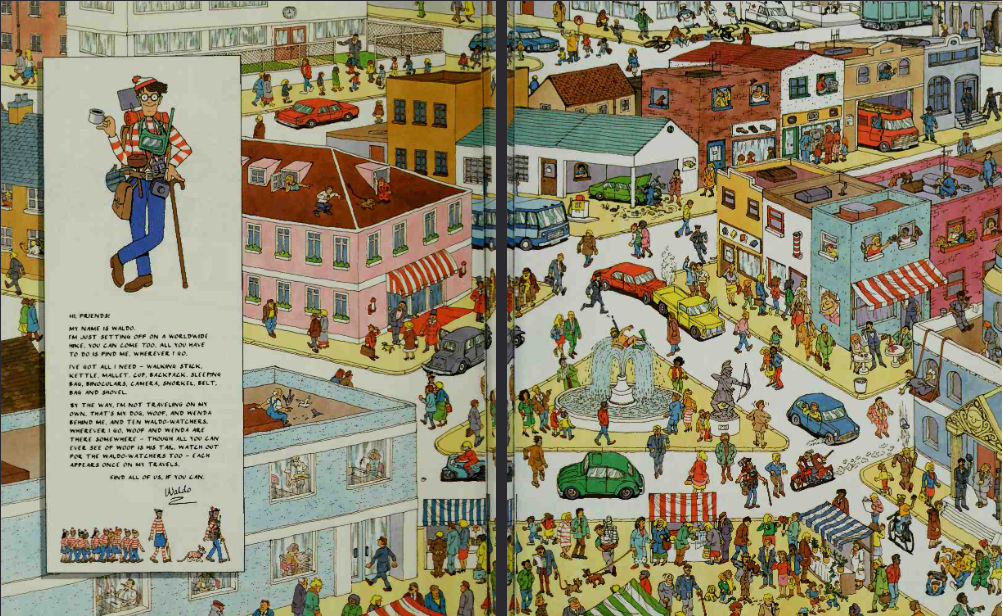 HI, FRIENDS!
MY NAME IS WALDO.
I'M JUST SETTING OFF ON A WORLDWIDE
HIKE. YOU CAN COME TOO. ALL YOU HAVE
TO DO IS FIND ME, WHEREVER I GO.
I'VE GOT ALL I NEED – WALKING STICK,
KETTLE, MALLET, CUP, BACKPACK, SLEEPING
BAG, BINOCULARS, CAMERA, SNORKEL, BELT,
BAG AND SHOVEL.
BY THE WAY, I'M NOT TRAVELING ON MY
OWN. THAT'S MY DOG, WOOF, AND WENDA
BEHIND ME, AND TEN WALDO-WATCHERS.
WHEREVER I GO, WOOF AND WENDA ARE
THERE SOMEWHERE – THOUGH ALL YOU CAN
EVER SEE OF WOOF IS HIS TAIL. WATCH OUT
FOR THE WALDO-WATCHERS TOO – EACH
APPEARS ONCE ON MY TRAVELS.
FIND ALL OF US, IF YOU CAN.
Waldo